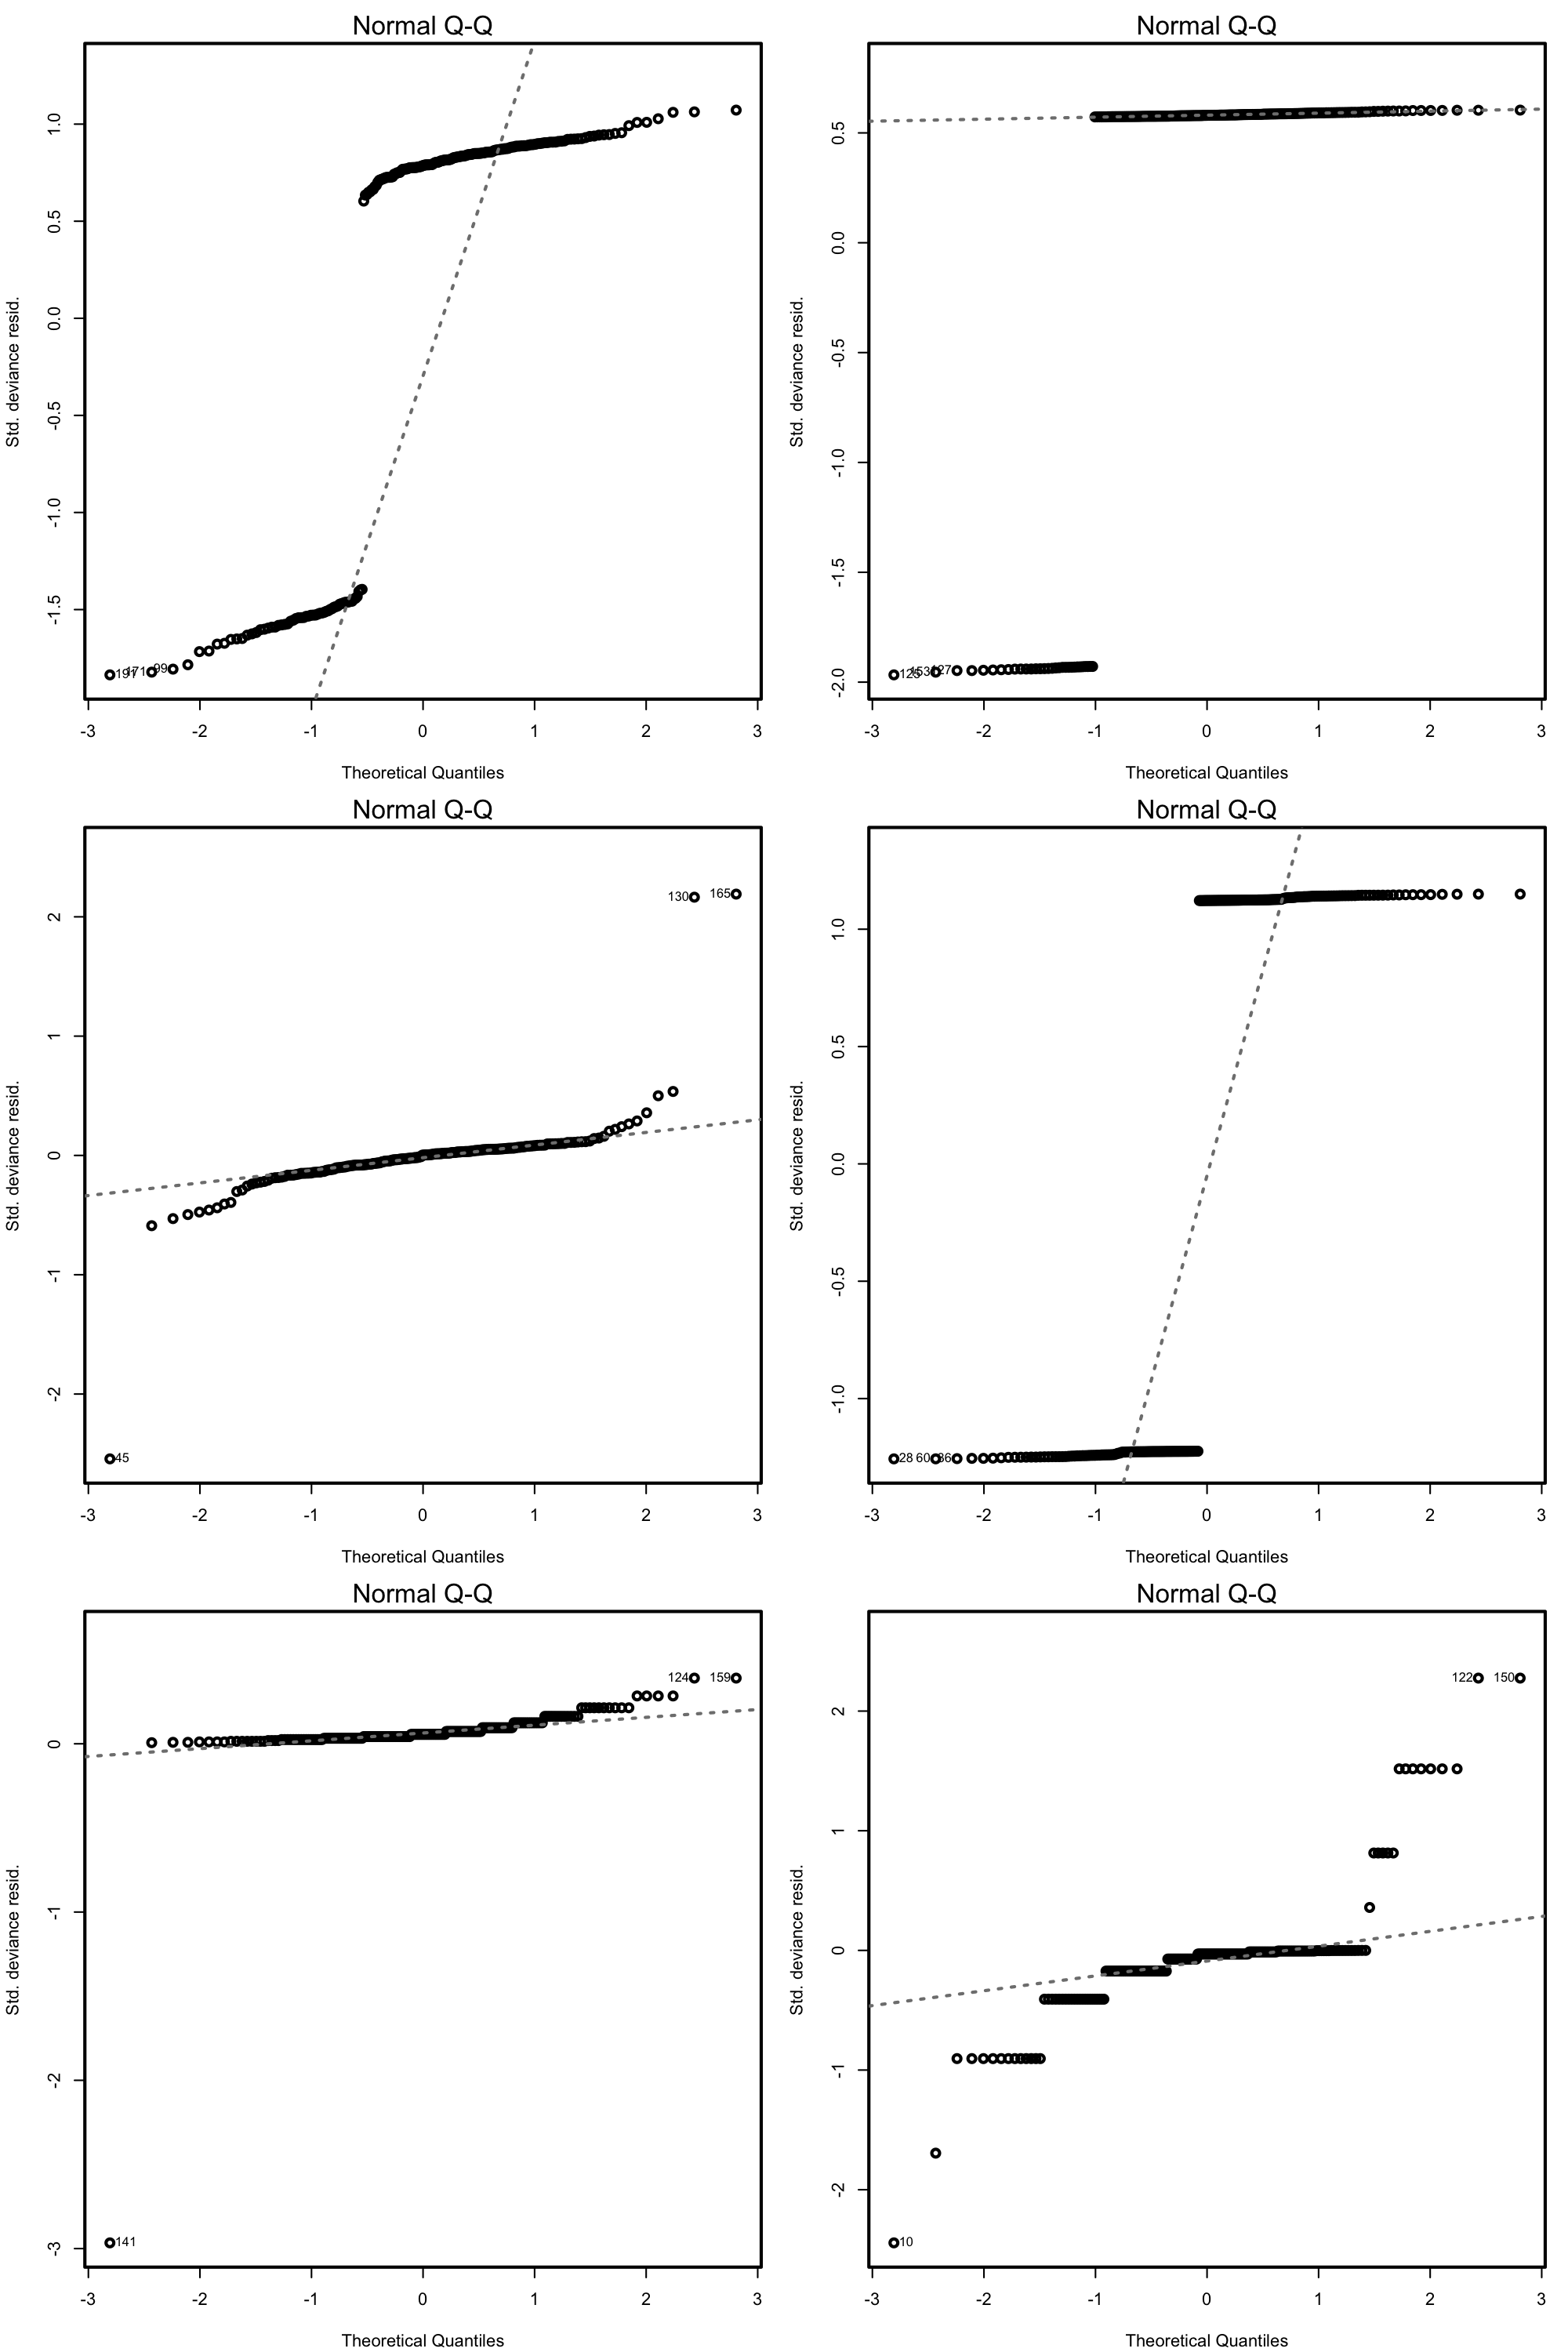 Normal Q-Q
Std. deviance resid.
1.0
0.5
0.0
-0.5
-1.0
-1.5
191
171
99
-3 -2 -1 0 1 2 3
Theoretical Quantiles
Normal Q-Q
Std. deviance resid.
0.5
0.0
-0.5
-1.0
-1.5
-2.0
125
153
127
-3 -2 -1 0 1 2 3
Theoretical Quantiles
Normal Q-Q
Std. deviance resid.
2
1
0
-1
-2
130
165
45
-3 -2 -1 0 1 2 3
Theoretical Quantiles
Normal Q-Q
Std. deviance resid.
1.0
0.5
0.0
-0.5
-1.0
28
60
-3 -2 -1 0 1 2 3
Theoretical Quantiles
Normal Q-Q
Std. deviance resid.
0
-1
-2
-3
124
159
141
-3 -2 -1 0 1 2 3
Theoretical Quantiles
Normal Q-Q
Std. deviance resid.
2
1
0
-1
-2
122
150
10
-3 -2 -1 0 1 2 3
Theoretical Quantiles